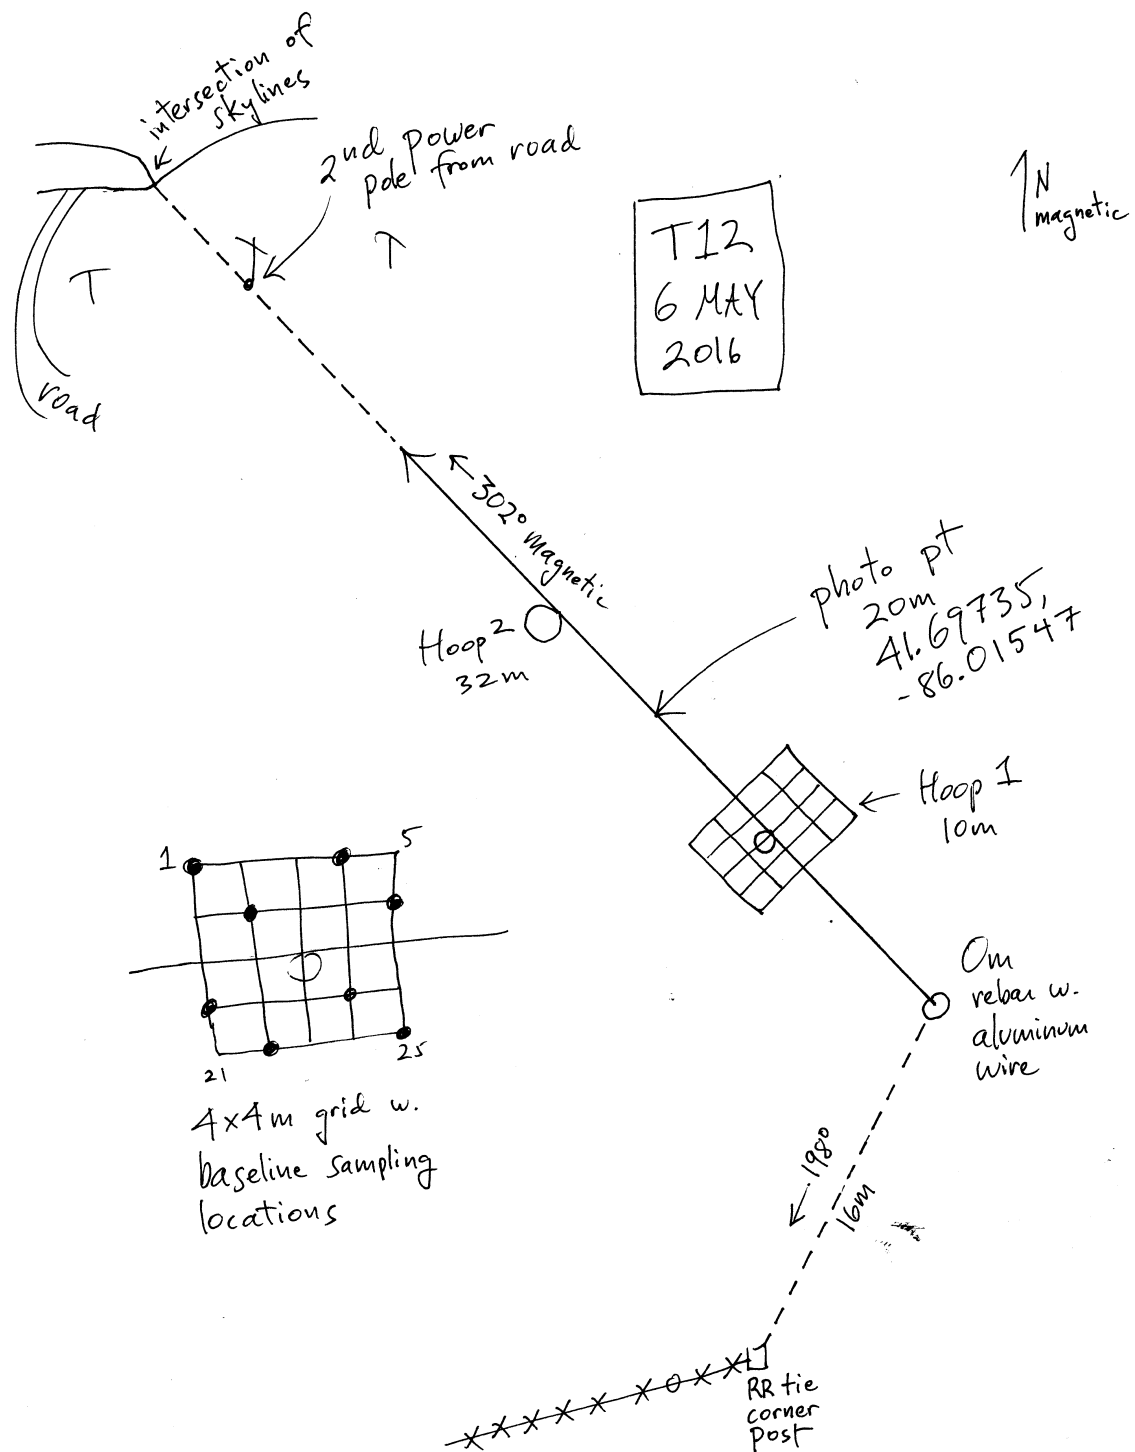 intersection of
skylines
2nd power
pole from road
N
magnetic
T12
6 MAY
2016
road
302° magnetic
photo pt
20m
41.69735,
-86.01547
Hoop 2
32m
Hoop 1
10m
1
5
21
25
4x4m grid w.
baseline sampling
locations
0m
rebar w.
aluminum
wire
198°
16m
RR tie
corner
post